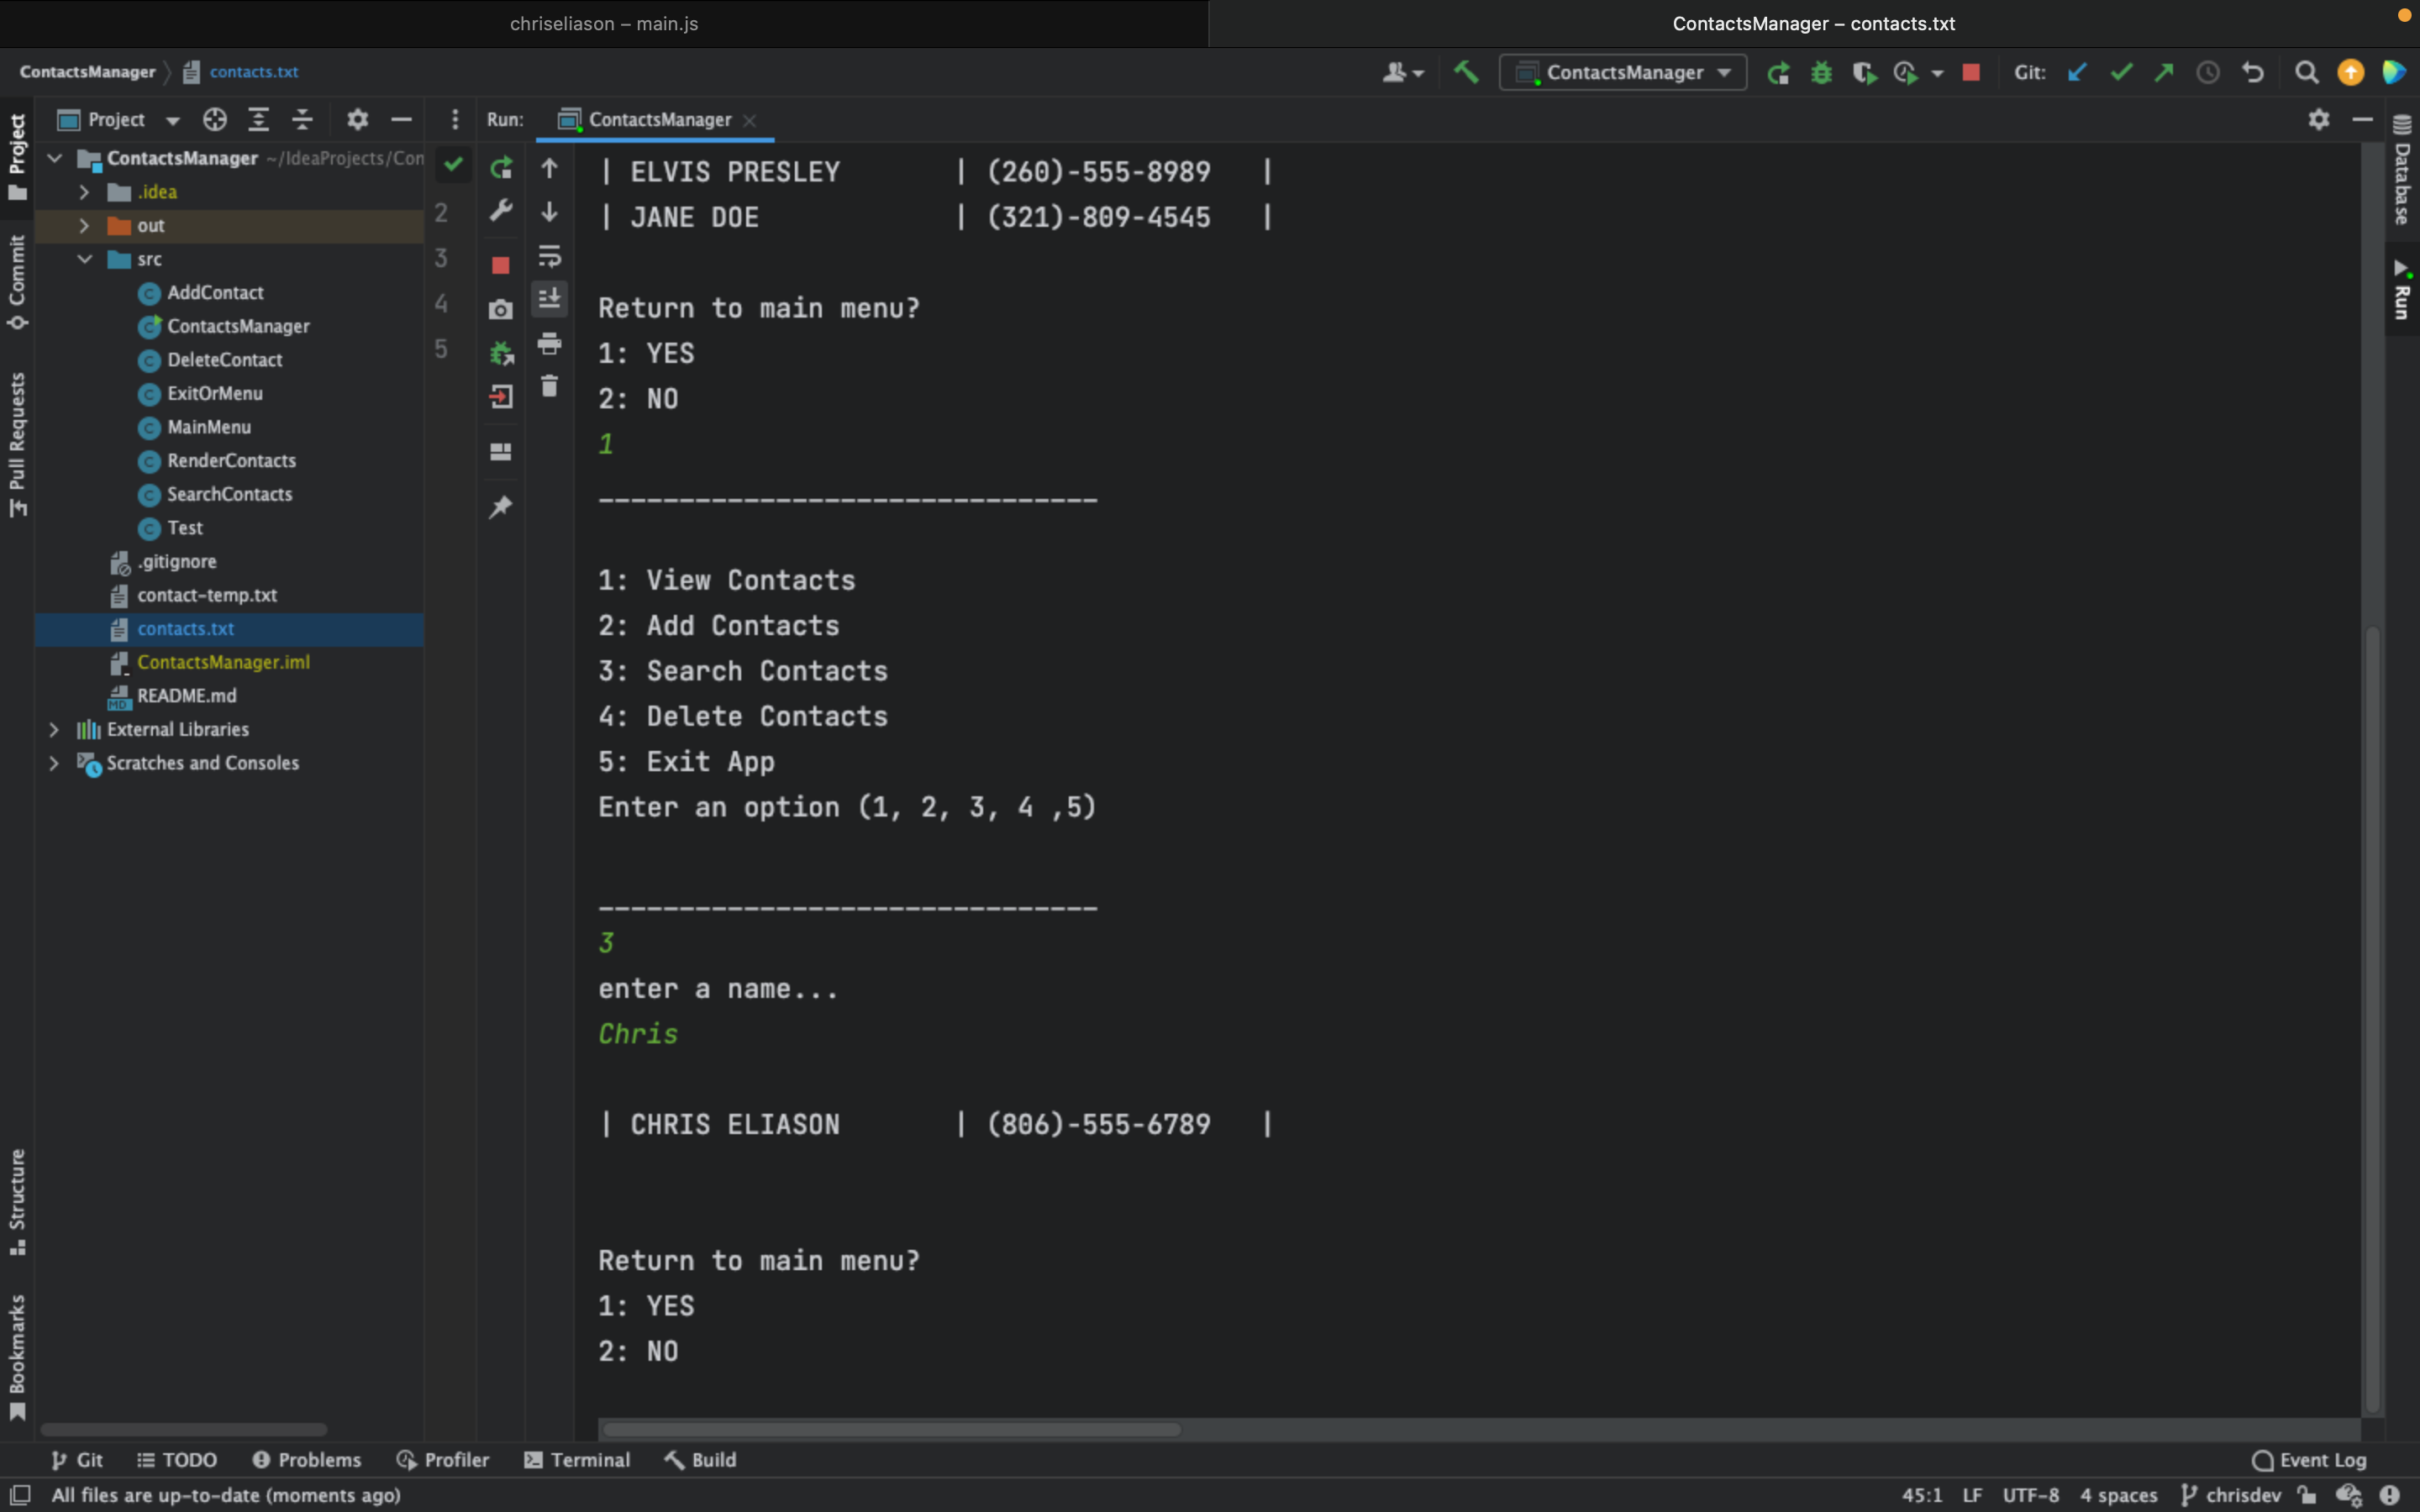 chriseliason – main.js
ContactsManager – contacts.txt
ContactsManager
contacts.txt
ContactsManager
Git:
Project
Run:
ContactsManager
Project
Commit
Pull Requests
Structure
Bookmarks
ContactsManager ~/IdeaProjects/Con
.idea
out
src
AddContact
ContactsManager
DeleteContact
ExitOrMenu
MainMenu
RenderContacts
SearchContacts
Test
.gitignore
contact-temp.txt
contacts.txt
ContactsManager.iml
README.md
External Libraries
Scratches and Consoles
2
3
4
5
| ELVIS PRESLEY | (260)-555-8989 |
| JANE DOE | (321)-809-4545 |
Return to main menu?
1: YES
2: NO
1
_______________________________
1: View Contacts
2: Add Contacts
3: Search Contacts
4: Delete Contacts
5: Exit App
Enter an option (1, 2, 3, 4 ,5)
_______________________________
3
enter a name...
Chris
| CHRIS ELIASON | (806)-555-6789 |
Return to main menu?
1: YES
2: NO
Database
Run
Git
TODO
Problems
Profiler
Terminal
Build
Event Log
All files are up-to-date (moments ago)
45:1 LF UTF-8 4 spaces chrisdev